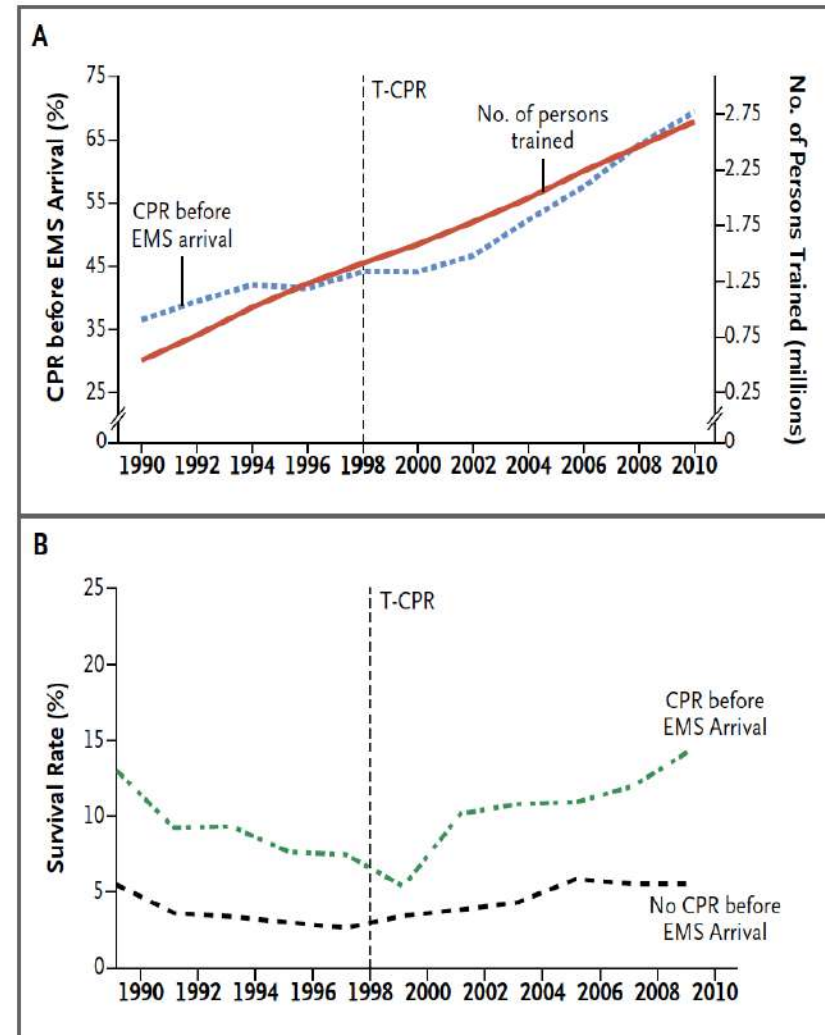 A
CPR before EMS Arrival (%)
75
65
55
45
35
25
0
T-CPR
No. of persons
trained
CPR before
EMS arrival
2.75
2.25
1.75
1.25
0.75
0.25
0
No. of Persons Trained (millions)
1990 1992 1994 1996 1998 2000 2002 2004 2006 2008 2010
B
Survival Rate (%)
25
20
15
10
5
0
T-CPR
CPR before
EMS Arrival
No CPR before
EMS Arrival
1990 1992 1994 1996 1998 2000 2002 2004 2006 2008 2010